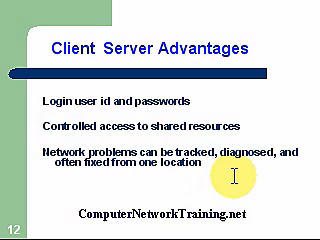 Client Server Advantages
Login user id and passwords
Controlled access to shared resources
Network problems can be tracked, diagnosed, and
often fixed from one location
ComputerNetworkTraining.net
12